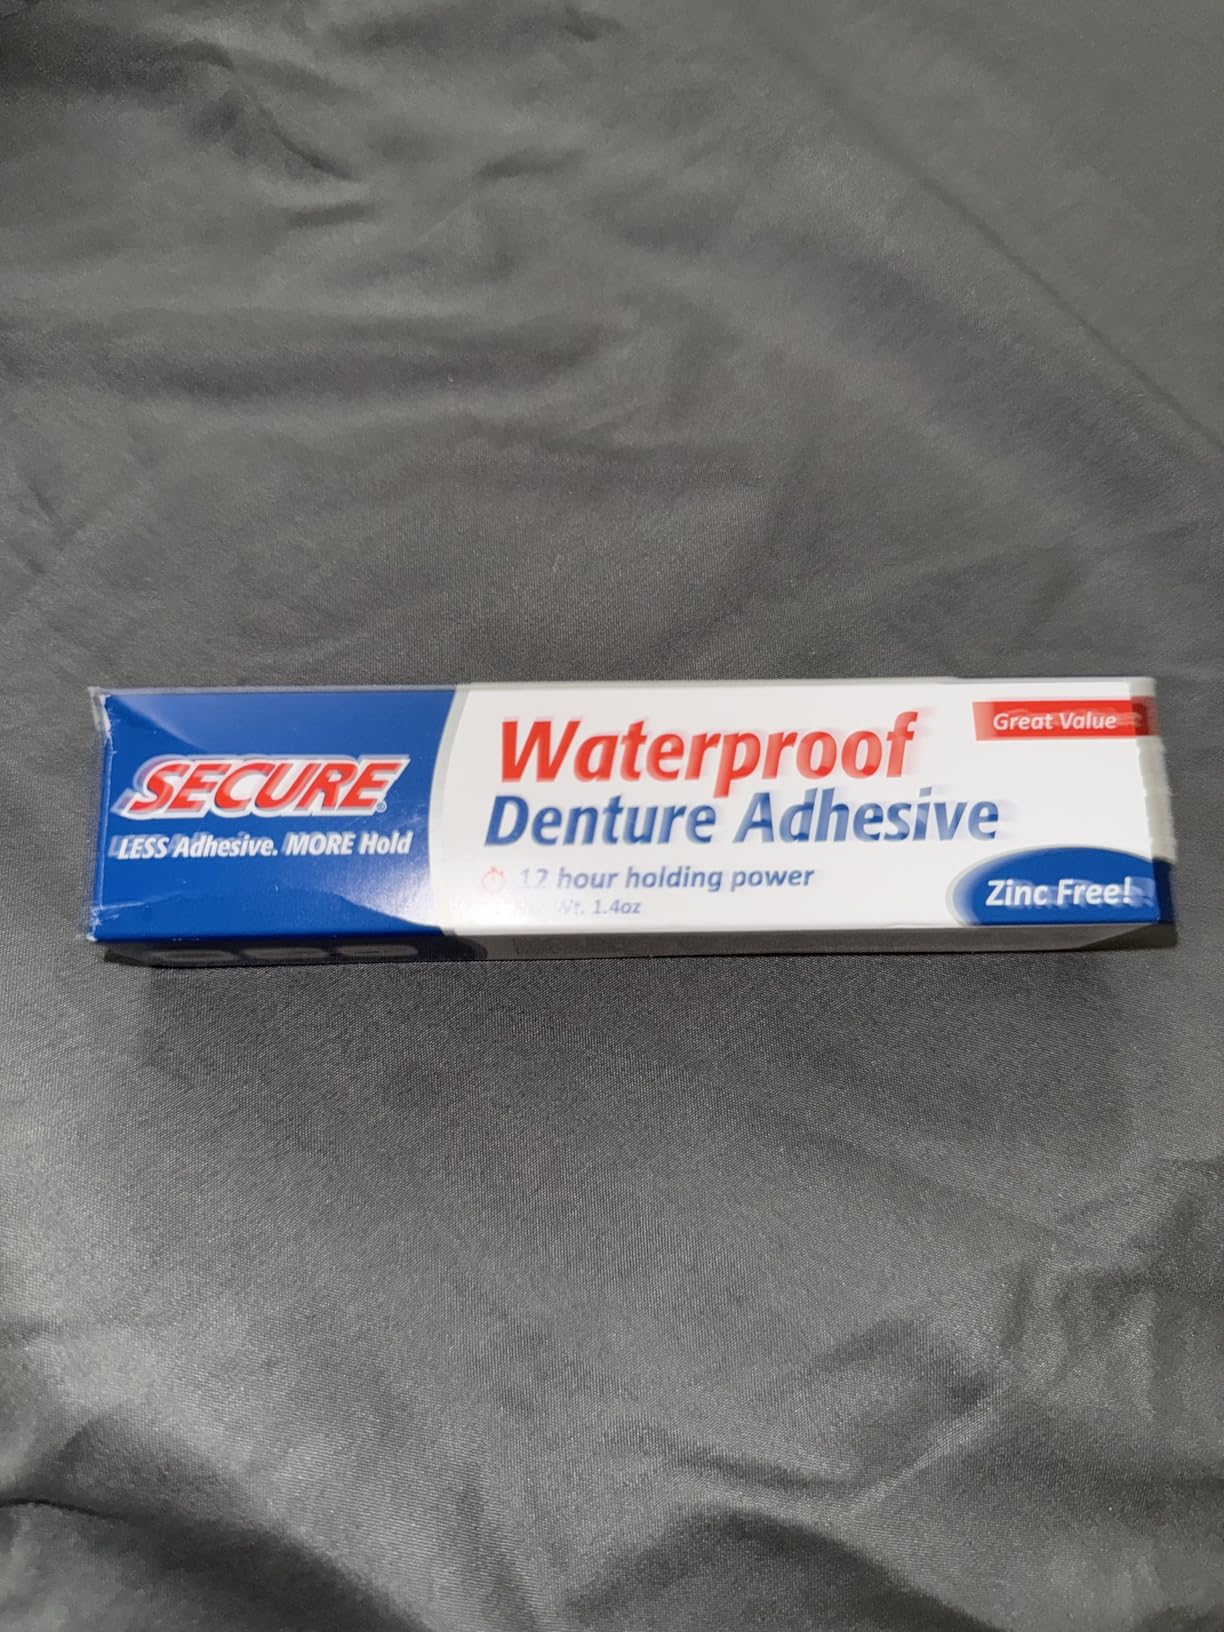 SECURE®
LESS Adhesive. MORE Hold
Waterproof
Denture Adhesive
12 hour holding power
Wt. 1.4oz
Great Value
Zinc Free!